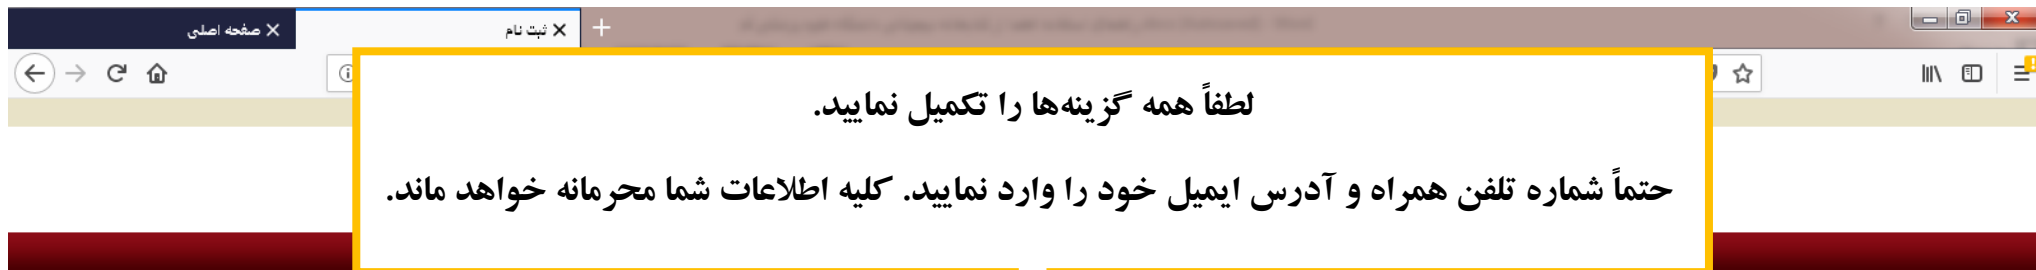 صفحه اصلی
ثبت نام
لطفاً همه گزینه‌ها را تکمیل نمایید.
حتماً شماره تلفن همراه و آدرس ایمیل خود را وارد نمایید. کلیه اطلاعات شما محرمانه خواهد ماند.